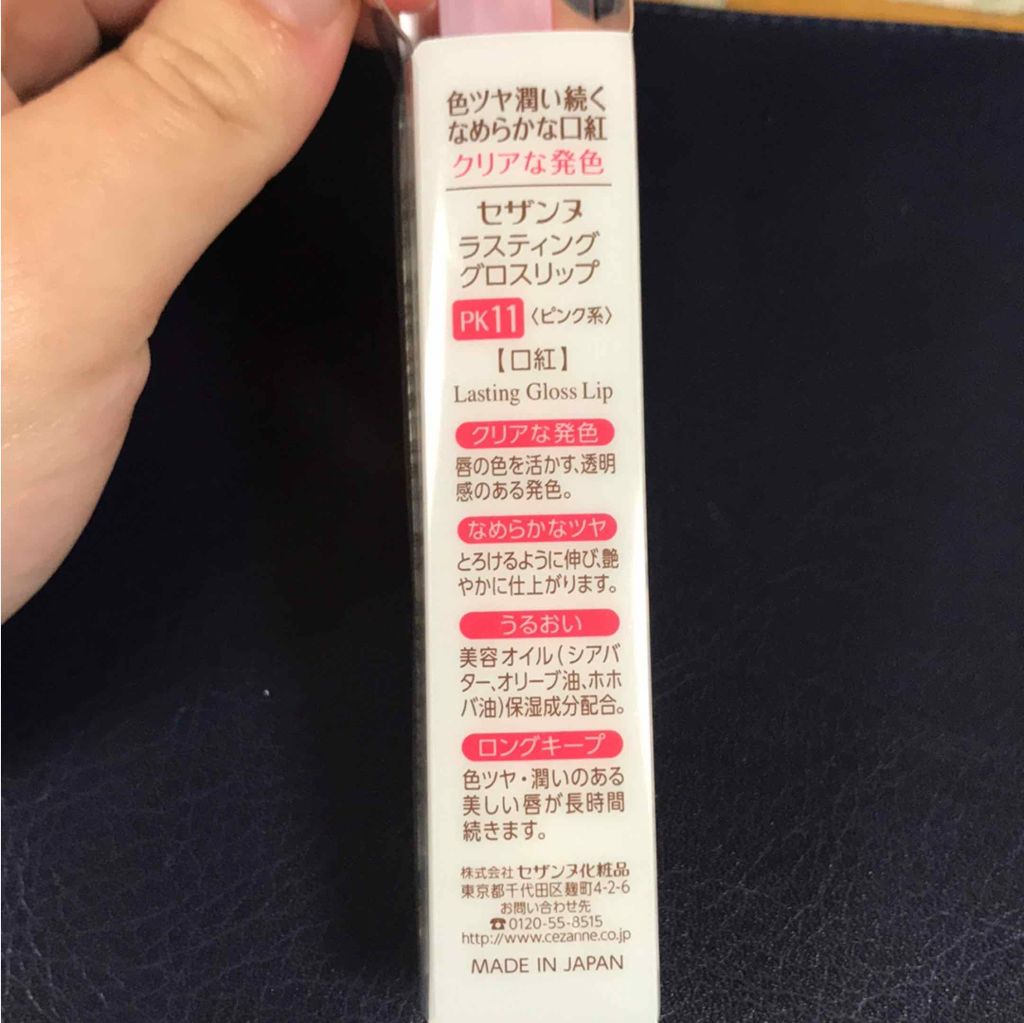 色ツヤ潤い続く
なめらかな口紅
クリアな発色
セザンヌ
ラスティング
グロスリップ
PK11〈ピンク系〉
【口紅】
Lasting Gloss Lip
クリアな発色
唇の色を活かす、透明
感のある発色。
なめらかなツヤ
とろけるように伸び、艶
やかに仕上がります。
うるおい
美容オイル(シアバ
ター、オリーブ油、ホホ
バ油)保湿成分配合。
ロングキープ
色ツヤ・潤いのある
美しい唇が長時間
続きます。
株式会社 セザンヌ化粧品
東京都千代田区麹町4-2-6
お問い合わせ先
☎0120-55-8515
http://www.cezanne.co.jp
MADE IN JAPAN